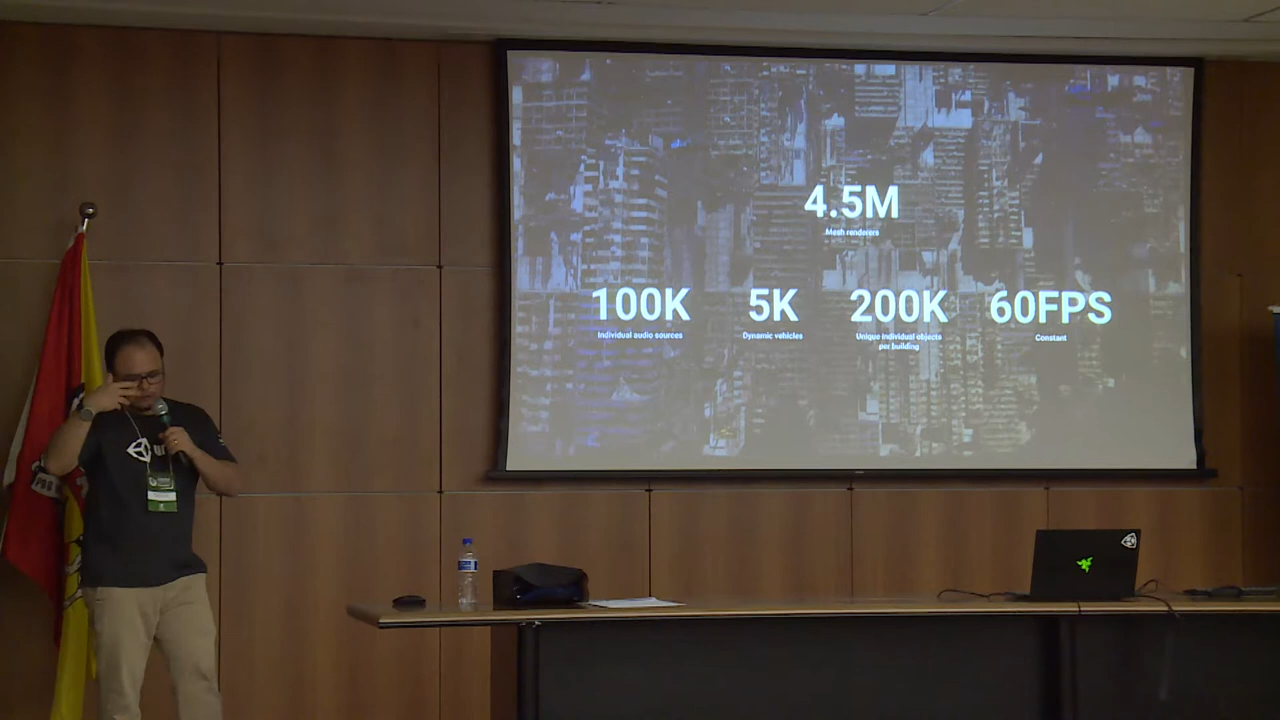 4.5M
Mesh renderers
100K
5K
200K
60FPS
Individual audio sources
Dynamic vehicles
Unique individual objects
per building
Constant